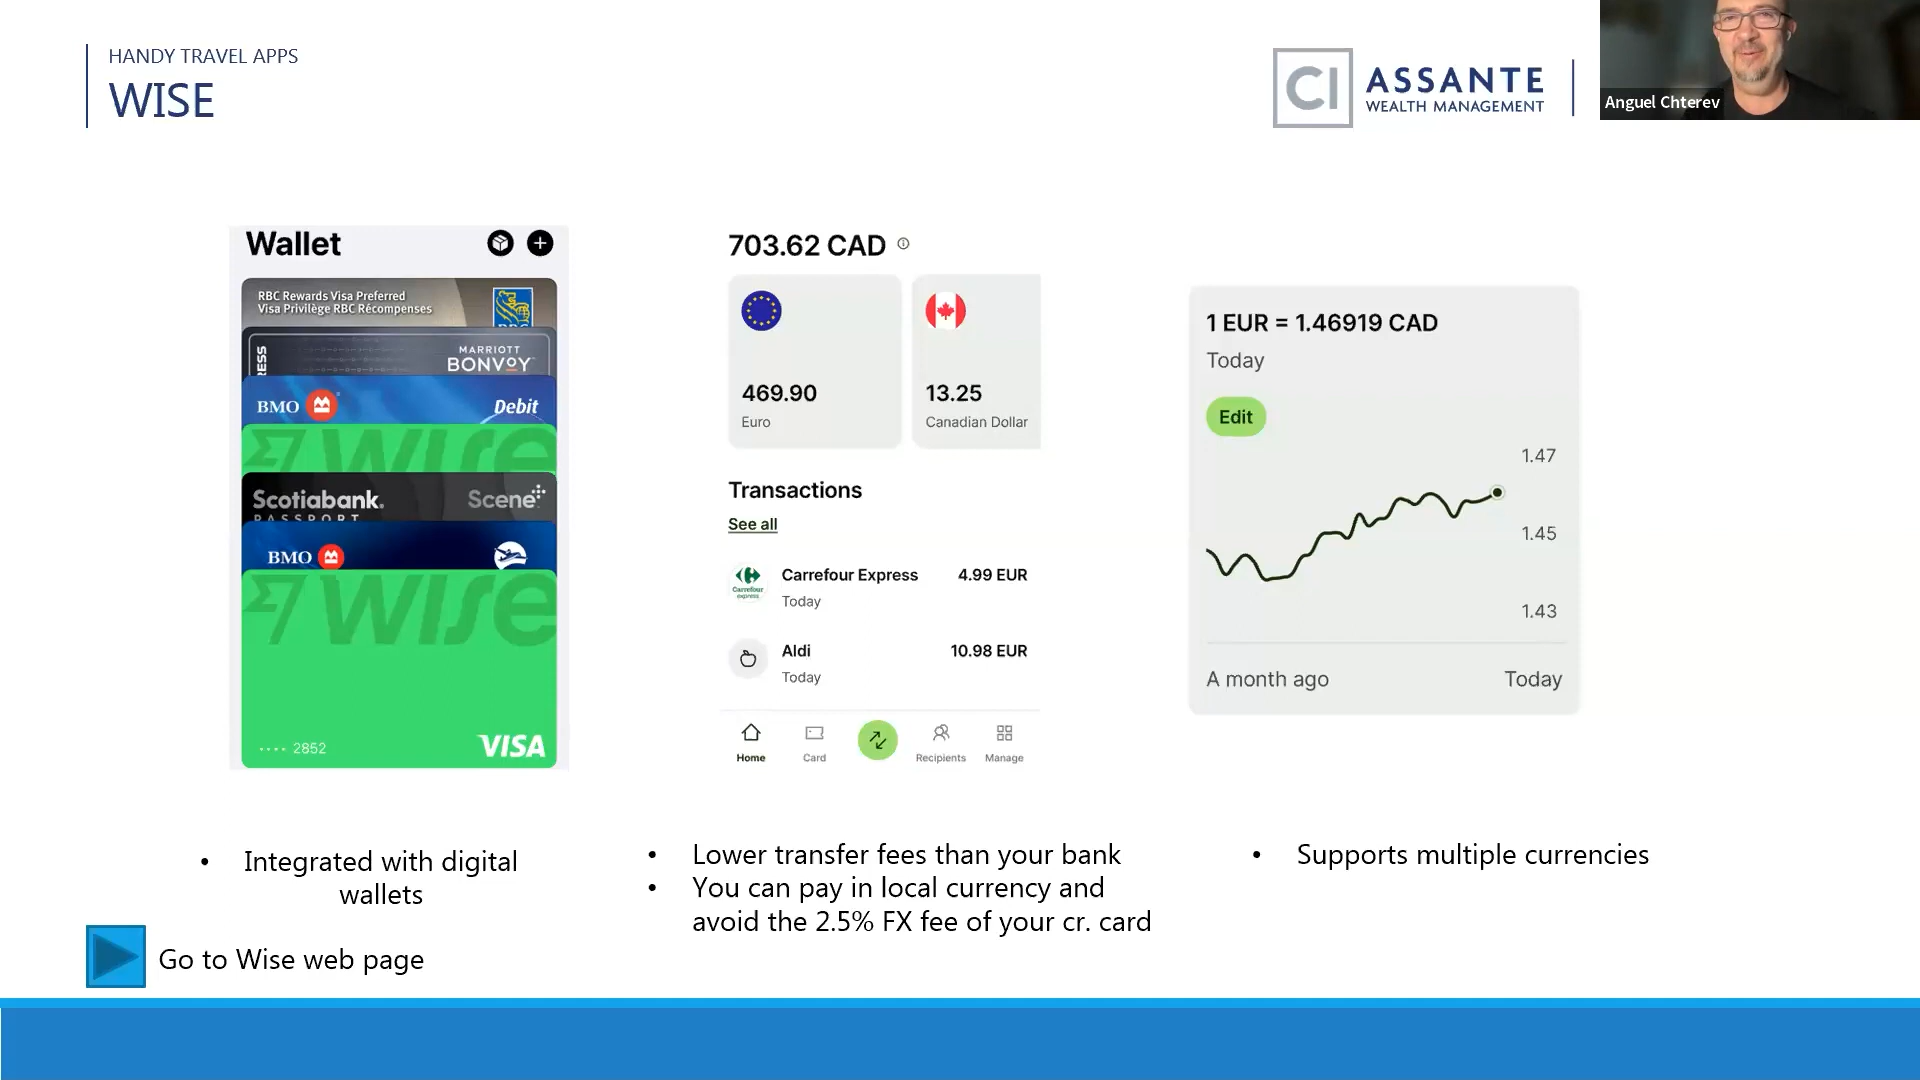 HANDY TRAVEL APPS
WISE
CI ASSANTE
WEALTH MANAGEMENT
Anguel Chterev
Wallet
RBC Rewards Visa Preferred
Visa Privilège RBC Récompenses
RBC
ESS
MARRIOTT
BONVOY
BMO Debit
WISE
Scotiabank. Scene
PASSPORT
BMO
WISE
···· 2852 VISA
703.62 CAD
469.90
Euro
13.25
Canadian Dollar
Transactions
See all
Carrefour express
Carrefour Express 4.99 EUR
Today
Aldi 10.98 EUR
Today
Home Card Recipients Manage
1 EUR = 1.46919 CAD
Today
Edit
1.47
1.45
1.43
A month ago Today
• Integrated with digital
wallets
• Lower transfer fees than your bank
• You can pay in local currency and
avoid the 2.5% FX fee of your cr. card
• Supports multiple currencies
Go to Wise web page